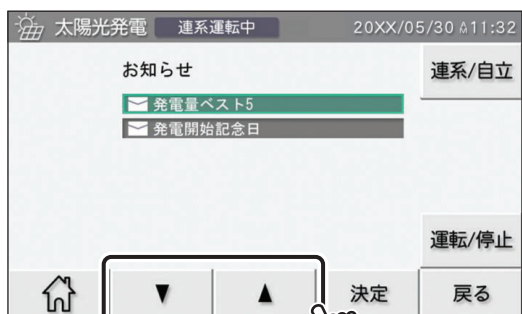 太陽光発電 連系運転中 20XX/05/30 AM11:32
お知らせ 連系/自立
発電量ベスト5
発電開始記念日
運転/停止
▼ ▲ 決定 戻る